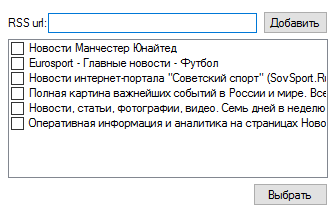 RSS url:
Добавить
Новости Манчестер Юнайтед
Eurosport - Главные новости - Футбол
Новости интернет-портала "Советский спорт" (SovSport.Ru
Полная картина важнейших событий в России и мире. Все
Новости, статьи, фотографии, видео. Семь дней в неделю
Оперативная информация и аналитика на страницах Ново
Выбрать